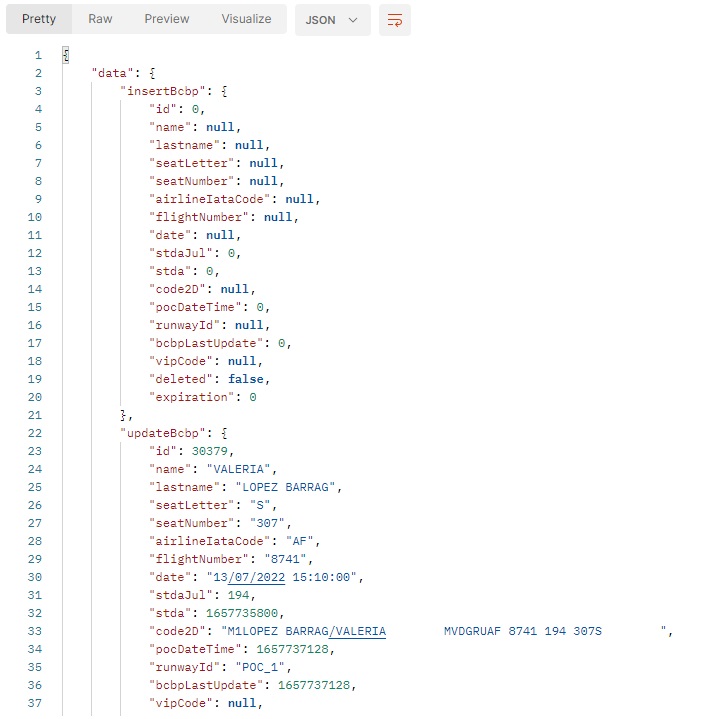 Pretty Raw Preview Visualize JSON
1 {
2 "data": {
3 "insertBcbp": {
4 "id": 0,
5 "name": null,
6 "lastname": null,
7 "seatLetter": null,
8 "seatNumber": null,
9 "airlineIataCode": null,
10 "flightNumber": null,
11 "date": null,
12 "stdaJul": 0,
13 "stda": 0,
14 "code2D": null,
15 "pocDateTime": 0,
16 "runwayId": null,
17 "bcbpLastUpdate": 0,
18 "vipCode": null,
19 "deleted": false,
20 "expiration": 0
21 },
22 "updateBcbp": {
23 "id": 30379,
24 "name": "VALERIA",
25 "lastname": "LOPEZ BARRAG",
26 "seatLetter": "S",
27 "seatNumber": "307",
28 "airlineIataCode": "AF",
29 "flightNumber": "8741",
30 "date": "13/07/2022 15:10:00",
31 "stdaJul": 194,
32 "stda": 1657735800,
33 "code2D": "M1LOPEZ BARRAG/VALERIA        MVDGRUAF 8741 194 307S        ",
34 "pocDateTime": 1657737128,
35 "runwayId": "POC_1",
36 "bcbpLastUpdate": 1657737128,
37 "vipCode": null,